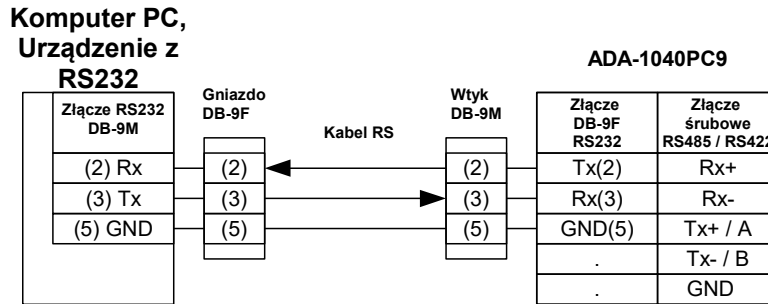 Komputer PC,
Urządzenie z
RS232
ADA-1040PC9
Złącze RS232
DB-9M
Gniazdo
DB-9F
Kabel RS
Wtyk
DB-9M
Złącze
DB-9F
RS232
Złącze
śrubowe
RS485 / RS422
(2) Rx
(2)
(2)
Tx(2)
Rx+
(3) Tx
(3)
(3)
Rx(3)
Rx-
(5) GND
(5)
(5)
GND(5)
Tx+ / A
.
Tx- / B
.
GND